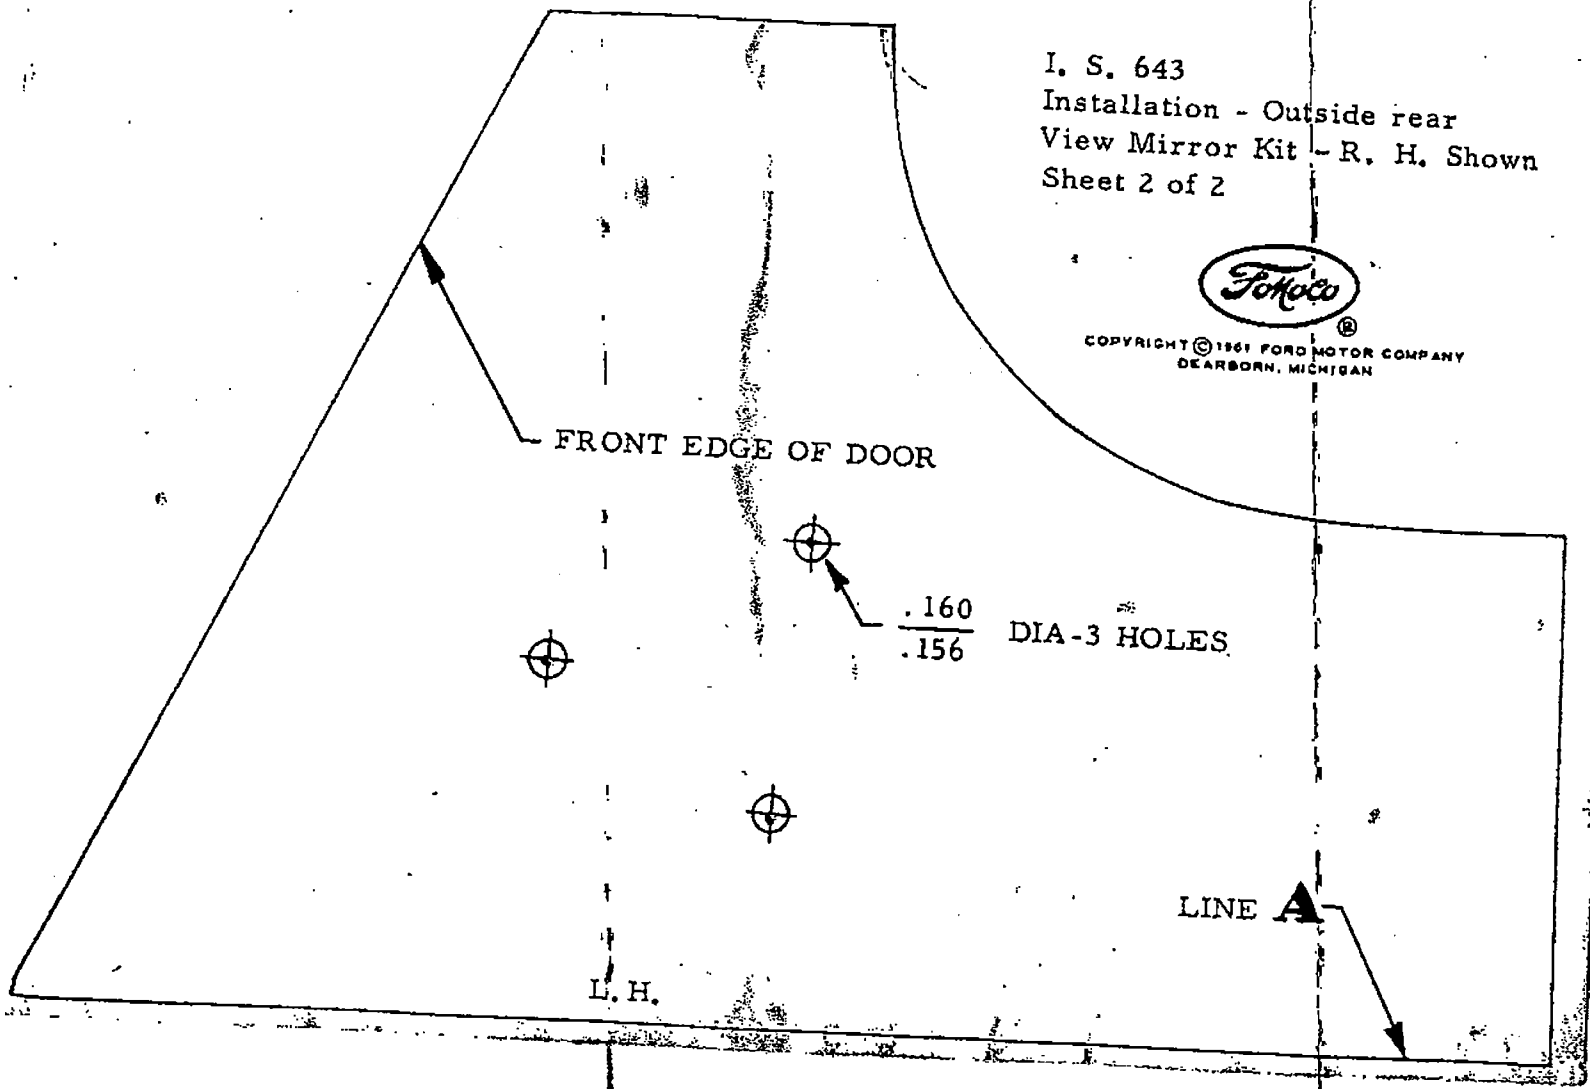 I. S. 643
Installation - Outside rear
View Mirror Kit - R. H. Shown
Sheet 2 of 2
FoMoCo
®
COPYRIGHT © 1961 FORD MOTOR COMPANY
DEARBORN, MICHIGAN
FRONT EDGE OF DOOR
.160
.156 DIA-3 HOLES
LINE A
L. H.